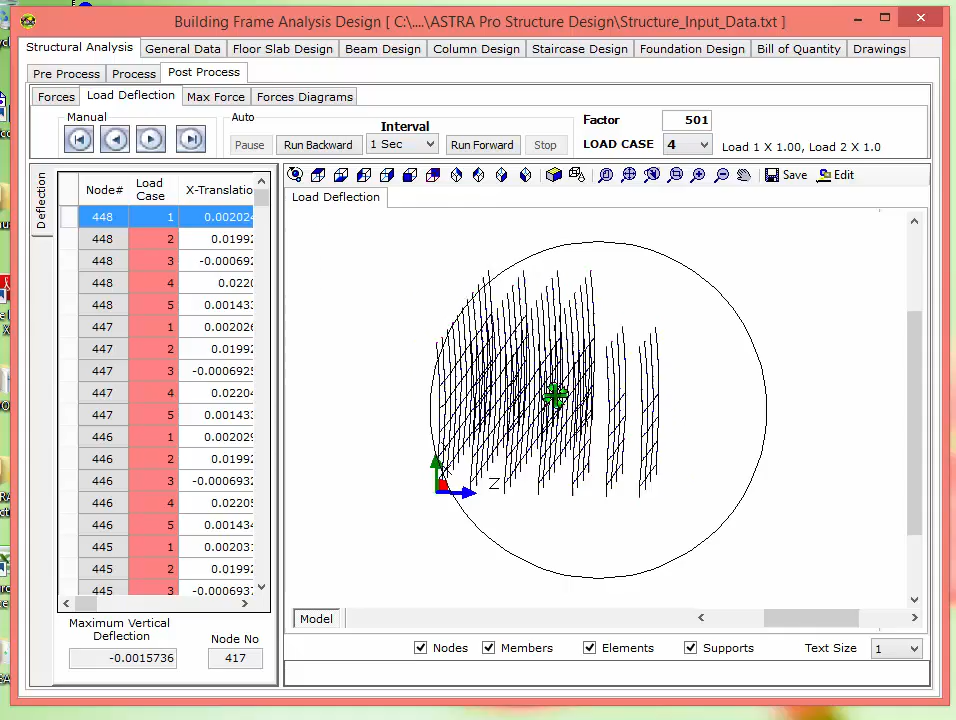 Building Frame Analysis Design [ C:\....\ASTRA Pro Structure Design\Structure_Input_Data.txt ]
Structural Analysis General Data Floor Slab Design Beam Design Column Design Staircase Design Foundation Design Bill of Quantity Drawings
Pre Process Process Post Process
Forces Load Deflection Max Force Forces Diagrams
Manual Auto Interval Factor 501
Pause Run Backward 1 Sec Run Forward Stop LOAD CASE 4 Load 1 X 1.00, Load 2 X 1.0
Save Edit
Deflection
Load Deflection
Node# Load Case X-Translatio
448 1 0.002024
448 2 0.01992
448 3 -0.000692
448 4 0.0220
448 5 0.001433
447 1 0.002026
447 2 0.01992
447 3 -0.0006925
447 4 0.02204
447 5 0.001433
446 1 0.002029
446 2 0.01992
446 3 -0.0006932
446 4 0.02205
446 5 0.001434
445 1 0.002031
445 2 0.01992
445 3 -0.0006937
Z
Model
Maximum Vertical Deflection Node No
-0.0015736 417
Nodes Members Elements Supports Text Size 1